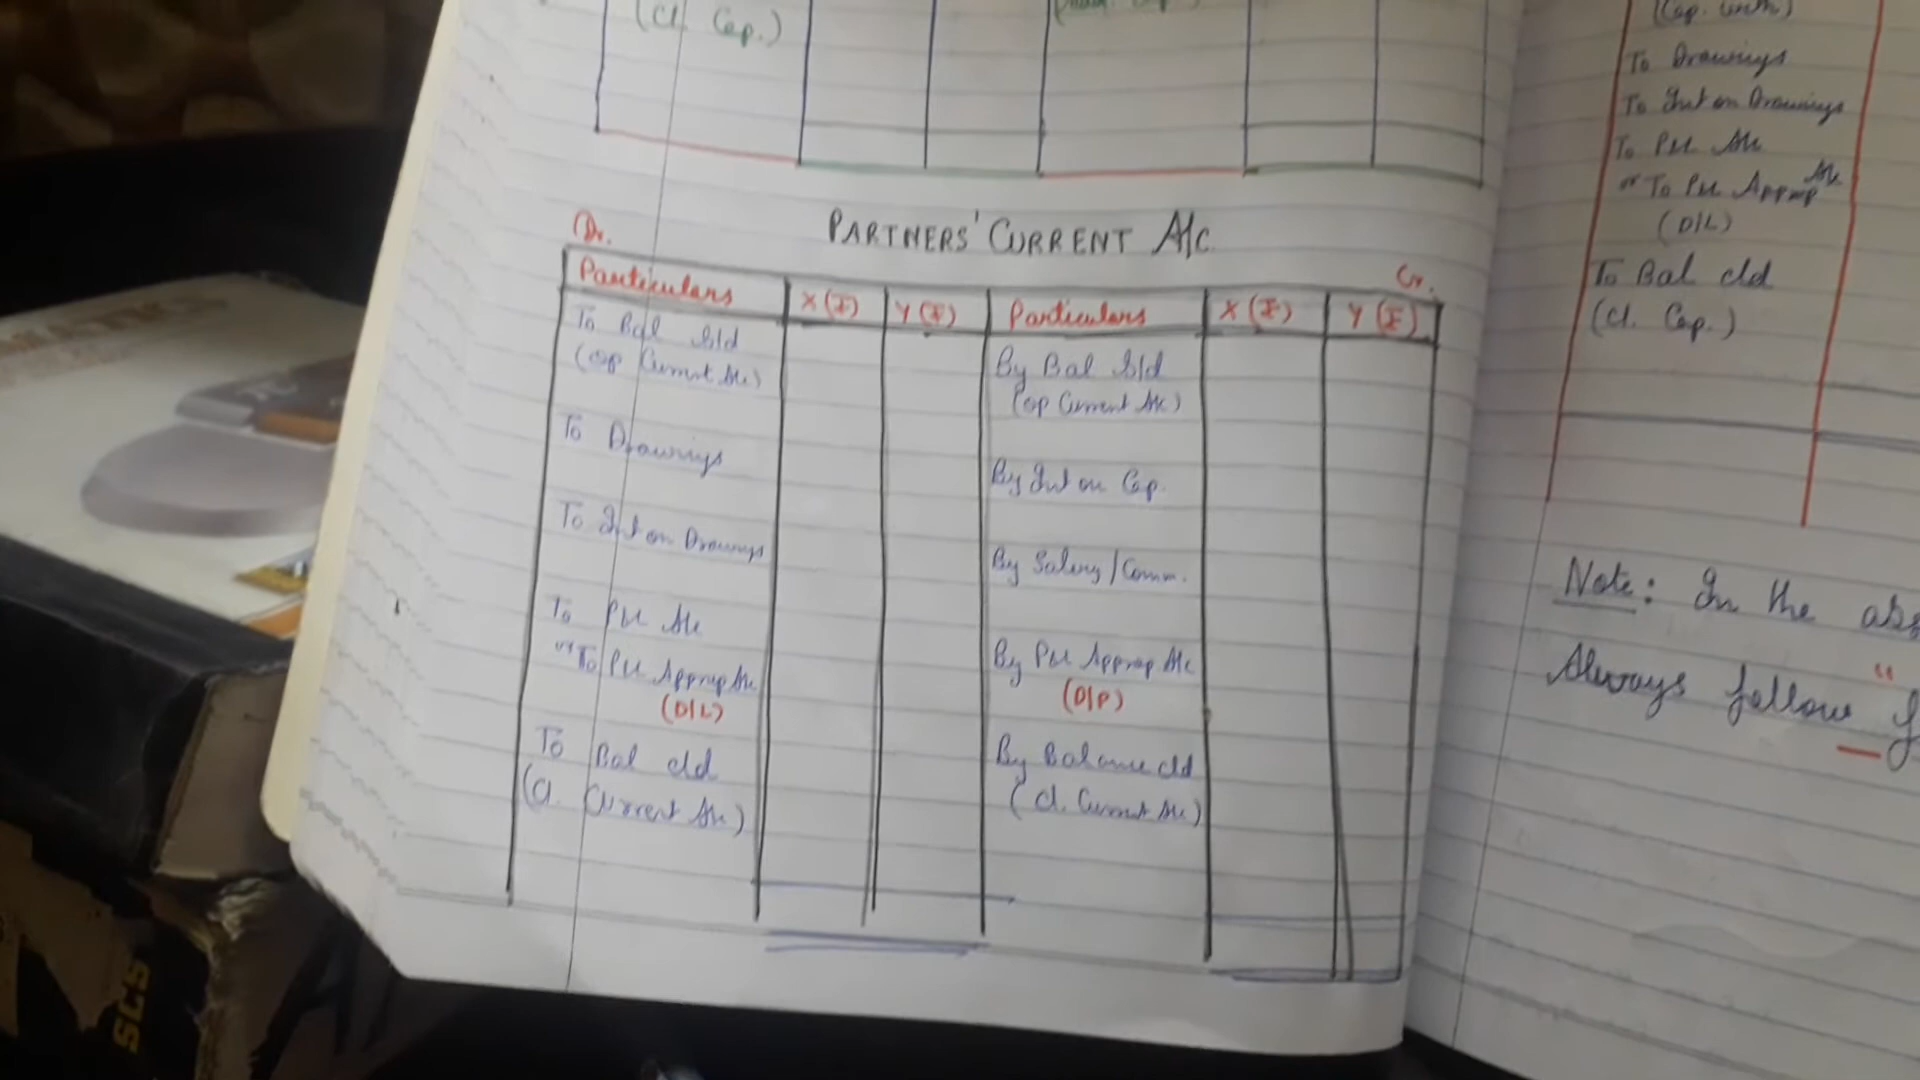 (Cl. Cap.)
PARTNERS' CURRENT A/C
Dr.
Cr.
Particulars X (₹) Y (₹) Particulars X (₹) Y (₹)
To Bal b/d
(op Current A/c)
To Drawings
To Int on Drawings
To P/L A/c
or To P/L Approp A/c
(D/L)
To Bal c/d
(Cl. Current A/c)
By Bal b/d
(op Current A/c)
By Int on Cap.
By Salary/Comm.
By P/L Approp A/c
(D/P)
By Balance c/d
(Cl. Current A/c)
To Drawings
To Int on Drawings
To P/L A/c
or To P/L Approp A/c
(D/L)
To Bal c/d
(Cl. Cap.)
Note: In the
Always follow "
SCS